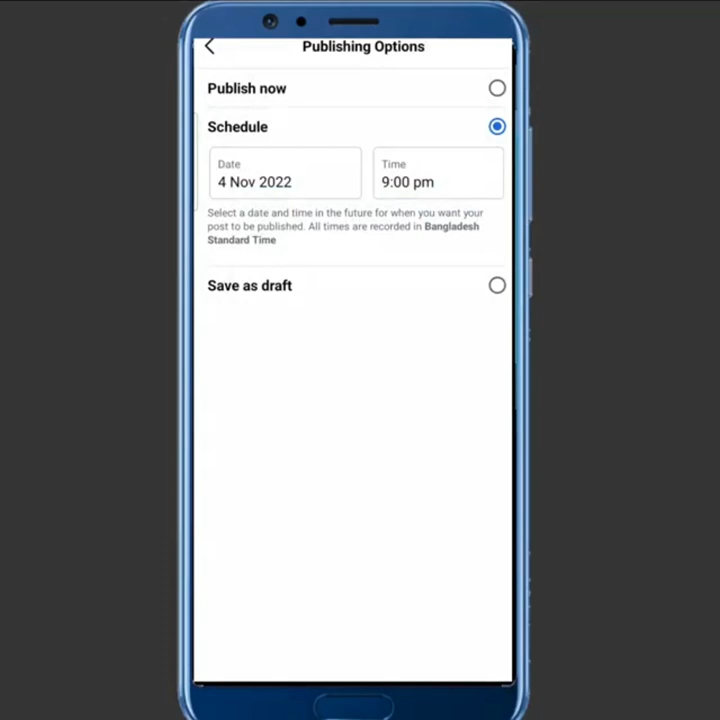 Publishing Options
Publish now
Schedule
Date
4 Nov 2022
Time
9:00 pm
Select a date and time in the future for when you want your
post to be published. All times are recorded in Bangladesh
Standard Time
Save as draft